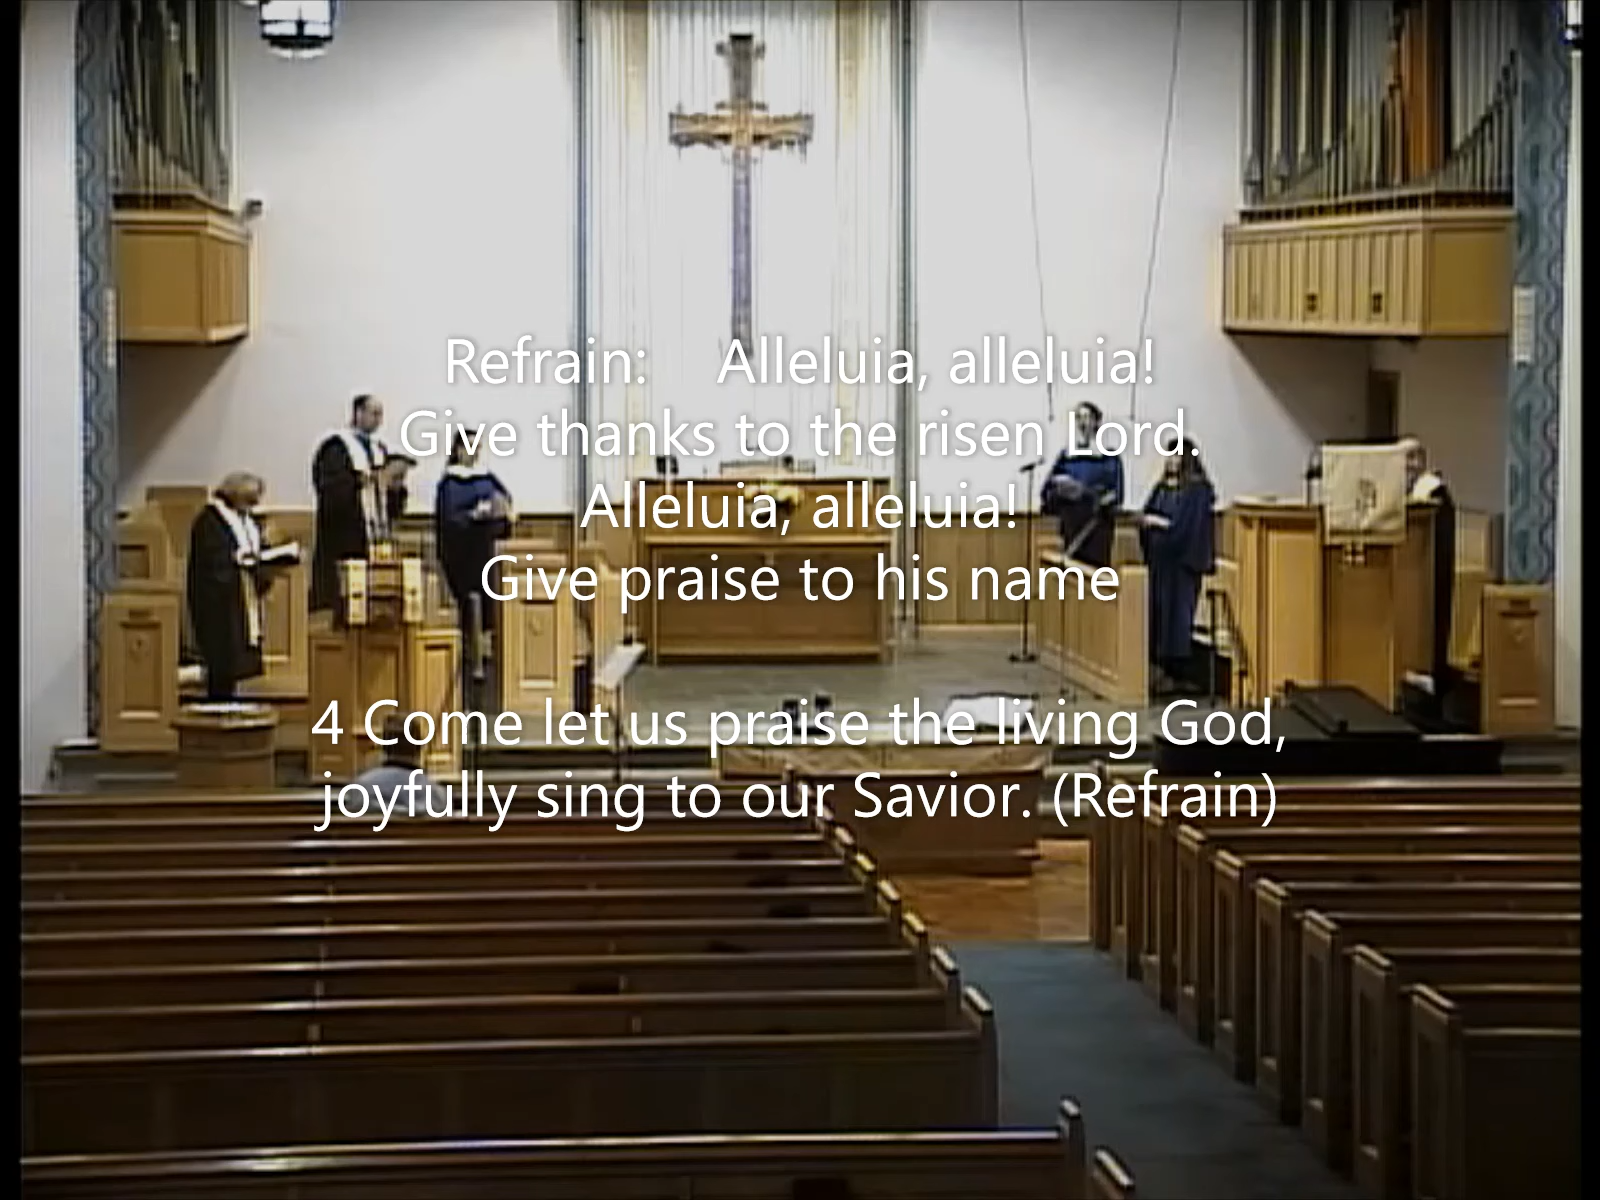 Refrain: Alleluia, alleluia!
Give thanks to the risen Lord.
Alleluia, alleluia!
Give praise to his name
4 Come let us praise the living God,
joyfully sing to our Savior. (Refrain)